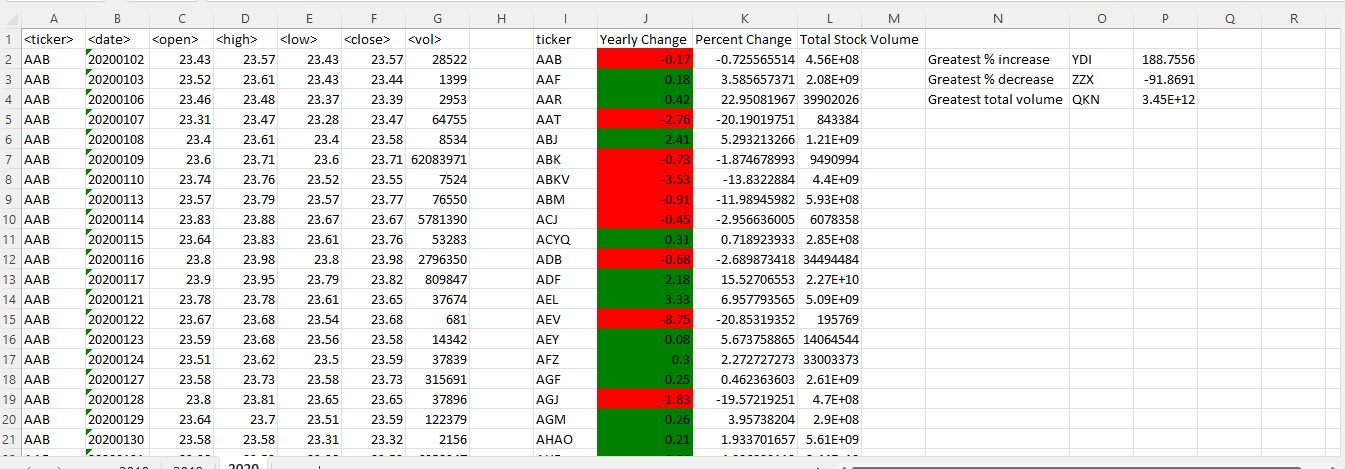 A B C D E F G H I J K L M N O P Q R
1 <ticker> <date> <open> <high> <low> <close> <vol> ticker Yearly Change Percent Change Total Stock Volume
2 AAB 20200102 23.43 23.57 23.43 23.57 28522 AAB -0.17 -0.725565514 4.56E+08 Greatest % increase YDI 188.7556
3 AAB 20200103 23.52 23.61 23.43 23.44 1399 AAF 0.18 3.585657371 2.08E+09 Greatest % decrease ZZX -91.8691
4 AAB 20200106 23.46 23.48 23.37 23.39 2953 AAR 0.42 22.95081967 39902026 Greatest total volume QKN 3.45E+12
5 AAB 20200107 23.31 23.47 23.28 23.47 64755 AAT -2.76 -20.19019751 843384
6 AAB 20200108 23.4 23.61 23.4 23.58 8534 ABJ 2.41 5.293213266 1.21E+09
7 AAB 20200109 23.6 23.71 23.6 23.71 62083971 ABK -0.73 -1.874678993 9490994
8 AAB 20200110 23.74 23.76 23.52 23.55 7524 ABKV -3.53 -13.8322884 4.4E+09
9 AAB 20200113 23.57 23.79 23.57 23.77 76550 ABM -0.91 -11.98945982 5.93E+08
10 AAB 20200114 23.83 23.88 23.67 23.67 5781390 ACJ -0.45 -2.956636005 6078358
11 AAB 20200115 23.64 23.83 23.61 23.76 53283 ACYQ 0.31 0.718923933 2.85E+08
12 AAB 20200116 23.8 23.98 23.8 23.98 2796350 ADB -0.68 -2.689873418 34494484
13 AAB 20200117 23.9 23.95 23.79 23.82 809847 ADF 2.18 15.52706553 2.27E+10
14 AAB 20200121 23.78 23.78 23.61 23.65 37674 AEL 3.33 6.957793565 5.09E+09
15 AAB 20200122 23.67 23.68 23.54 23.68 681 AEV -8.75 -20.85319352 195769
16 AAB 20200123 23.59 23.68 23.56 23.58 14342 AEY 0.08 5.673758865 14064544
17 AAB 20200124 23.51 23.62 23.5 23.59 37839 AFZ 0.3 2.272727273 33003373
18 AAB 20200127 23.58 23.73 23.58 23.73 315691 AGF 0.25 0.462363603 2.61E+09
19 AAB 20200128 23.8 23.81 23.65 23.65 37896 AGJ -1.83 -19.57219251 4.7E+08
20 AAB 20200129 23.64 23.7 23.51 23.59 122379 AGM 0.26 3.95738204 2.9E+08
21 AAB 20200130 23.58 23.58 23.31 23.32 2156 AHAO 0.21 1.933701657 5.61E+09
2020